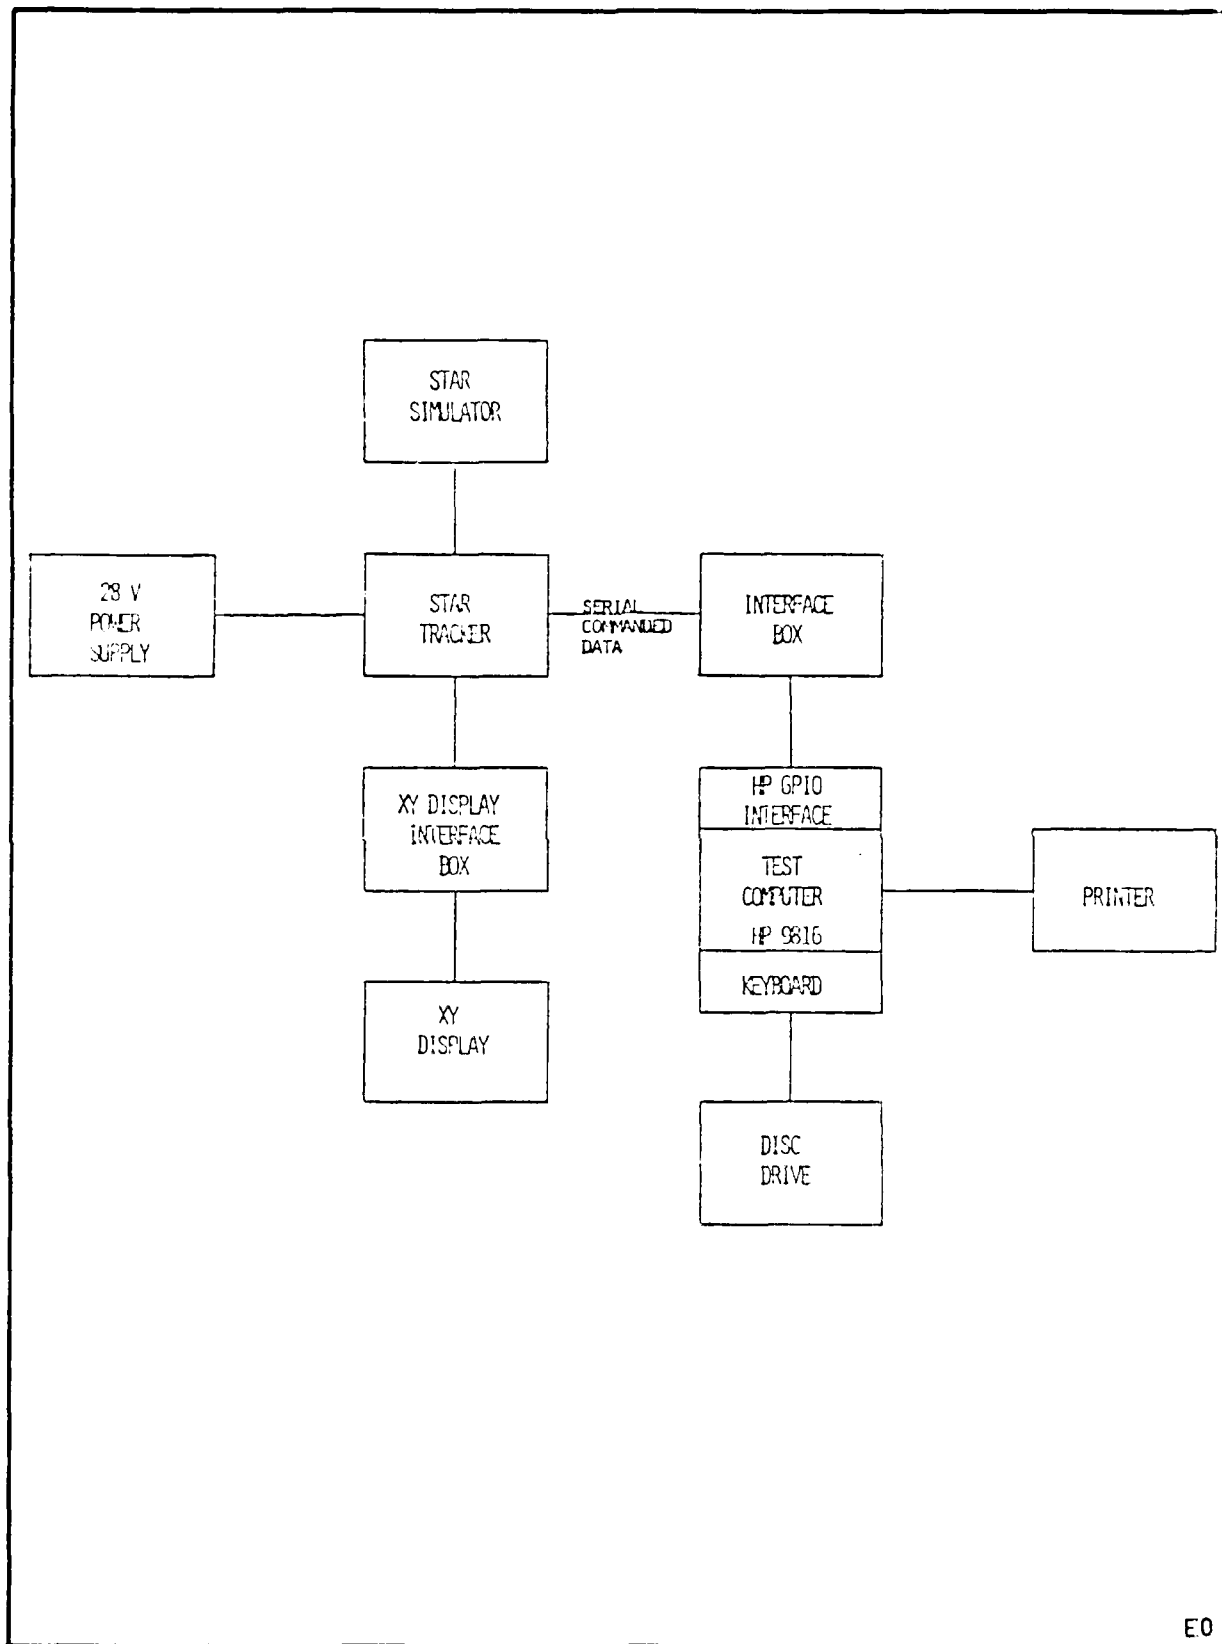 STAR
SIMULATOR
28 V
POWER
SUPPLY
STAR
TRACKER
SERIAL
COMMANDED
DATA
INTERFACE
BOX
XY DISPLAY
INTERFACE
BOX
HP GPIO
INTERFACE
TEST
COMPUTER
HP 9816
KEYBOARD
PRINTER
XY
DISPLAY
DISC
DRIVE
EO